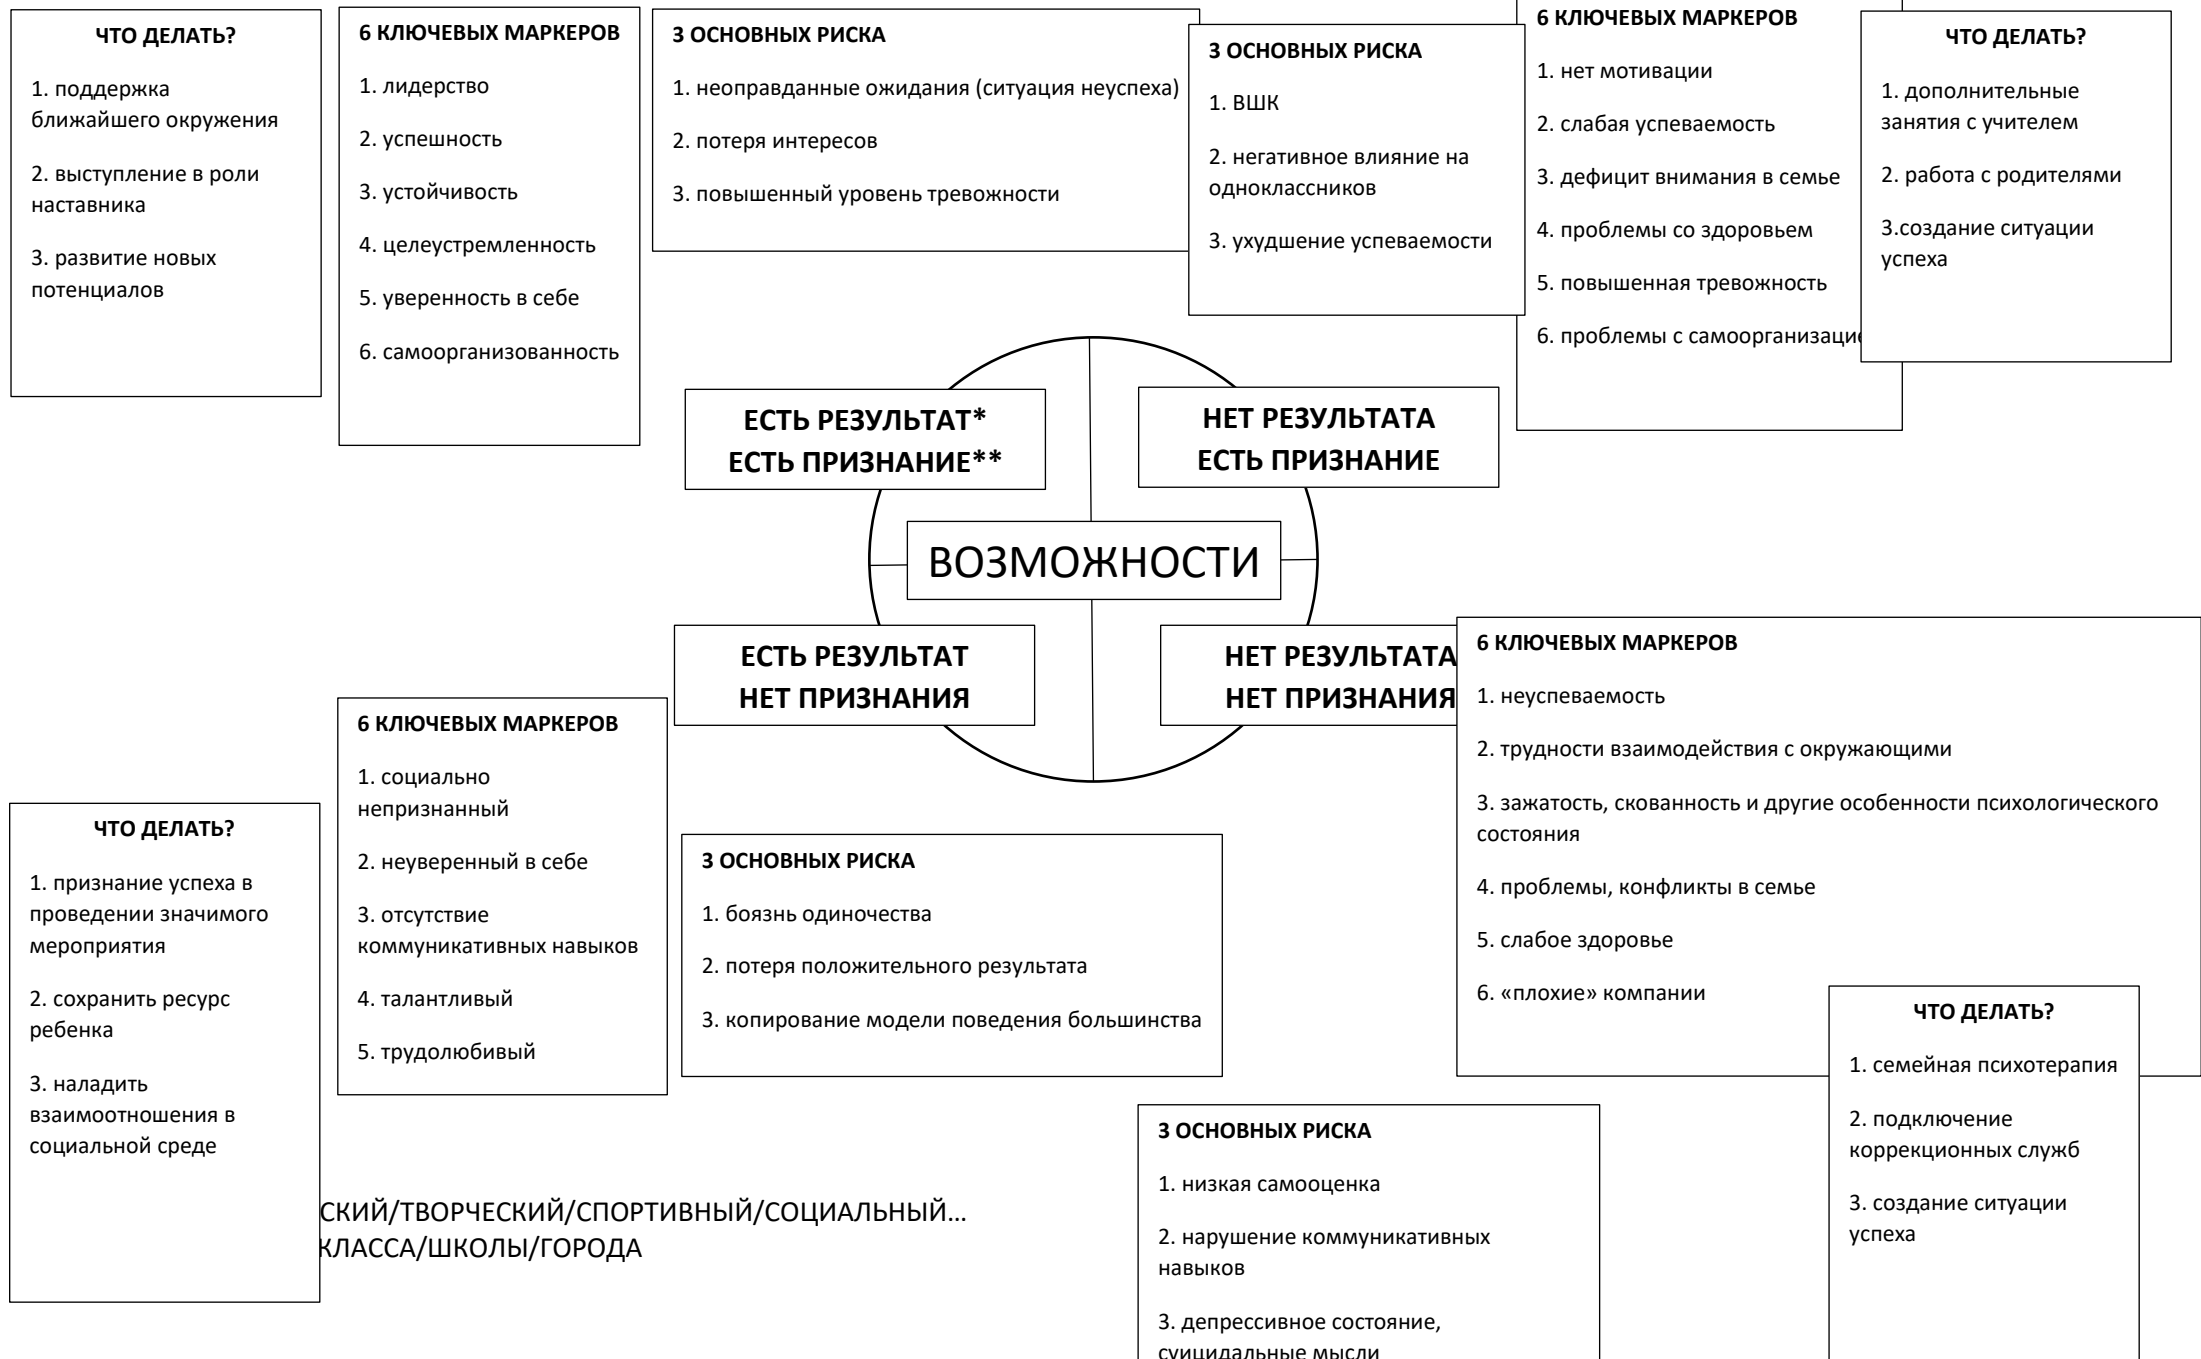 ЧТО ДЕЛАТЬ?
1. поддержка
ближайшего окружения
2. выступление в роли
наставника
3. развитие новых
потенциалов
6 КЛЮЧЕВЫХ МАРКЕРОВ
1. лидерство
2. успешность
3. устойчивость
4. целеустремленность
5. уверенность в себе
6. самоорганизованность
3 ОСНОВНЫХ РИСКА
1. неоправданные ожидания (ситуация неуспеха)
2. потеря интересов
3. повышенный уровень тревожности
3 ОСНОВНЫХ РИСКА
1. ВШК
2. негативное влияние на
одноклассников
3. ухудшение успеваемости
6 КЛЮЧЕВЫХ МАРКЕРОВ
1. нет мотивации
2. слабая успеваемость
3. дефицит внимания в семье
4. проблемы со здоровьем
5. повышенная тревожность
6. проблемы с самоорганизацие
ЧТО ДЕЛАТЬ?
1. дополнительные
занятия с учителем
2. работа с родителями
3.создание ситуации
успеха
ЕСТЬ РЕЗУЛЬТАТ*
ЕСТЬ ПРИЗНАНИЕ**
НЕТ РЕЗУЛЬТАТА
ЕСТЬ ПРИЗНАНИЕ
ВОЗМОЖНОСТИ
ЕСТЬ РЕЗУЛЬТАТ
НЕТ ПРИЗНАНИЯ
НЕТ РЕЗУЛЬТАТА
НЕТ ПРИЗНАНИЯ
ЧТО ДЕЛАТЬ?
1. признание успеха в
проведении значимого
мероприятия
2. сохранить ресурс
ребенка
3. наладить
взаимоотношения в
социальной среде
6 КЛЮЧЕВЫХ МАРКЕРОВ
1. социально
непризнанный
2. неуверенный в себе
3. отсутствие
коммуникативных навыков
4. талантливый
5. трудолюбивый
3 ОСНОВНЫХ РИСКА
1. боязнь одиночества
2. потеря положительного результата
3. копирование модели поведения большинства
6 КЛЮЧЕВЫХ МАРКЕРОВ
1. неуспеваемость
2. трудности взаимодействия с окружающими
3. зажатость, скованность и другие особенности психологического
состояния
4. проблемы, конфликты в семье
5. слабое здоровье
6. «плохие» компании
ЧТО ДЕЛАТЬ?
1. семейная психотерапия
2. подключение
коррекционных служб
3. создание ситуации
успеха
3 ОСНОВНЫХ РИСКА
1. низкая самооценка
2. нарушение коммуникативных
навыков
3. депрессивное состояние,
суицидальные мысли
СКИЙ/ТВОРЧЕСКИЙ/СПОРТИВНЫЙ/СОЦИАЛЬНЫЙ…
КЛАССА/ШКОЛЫ/ГОРОДА